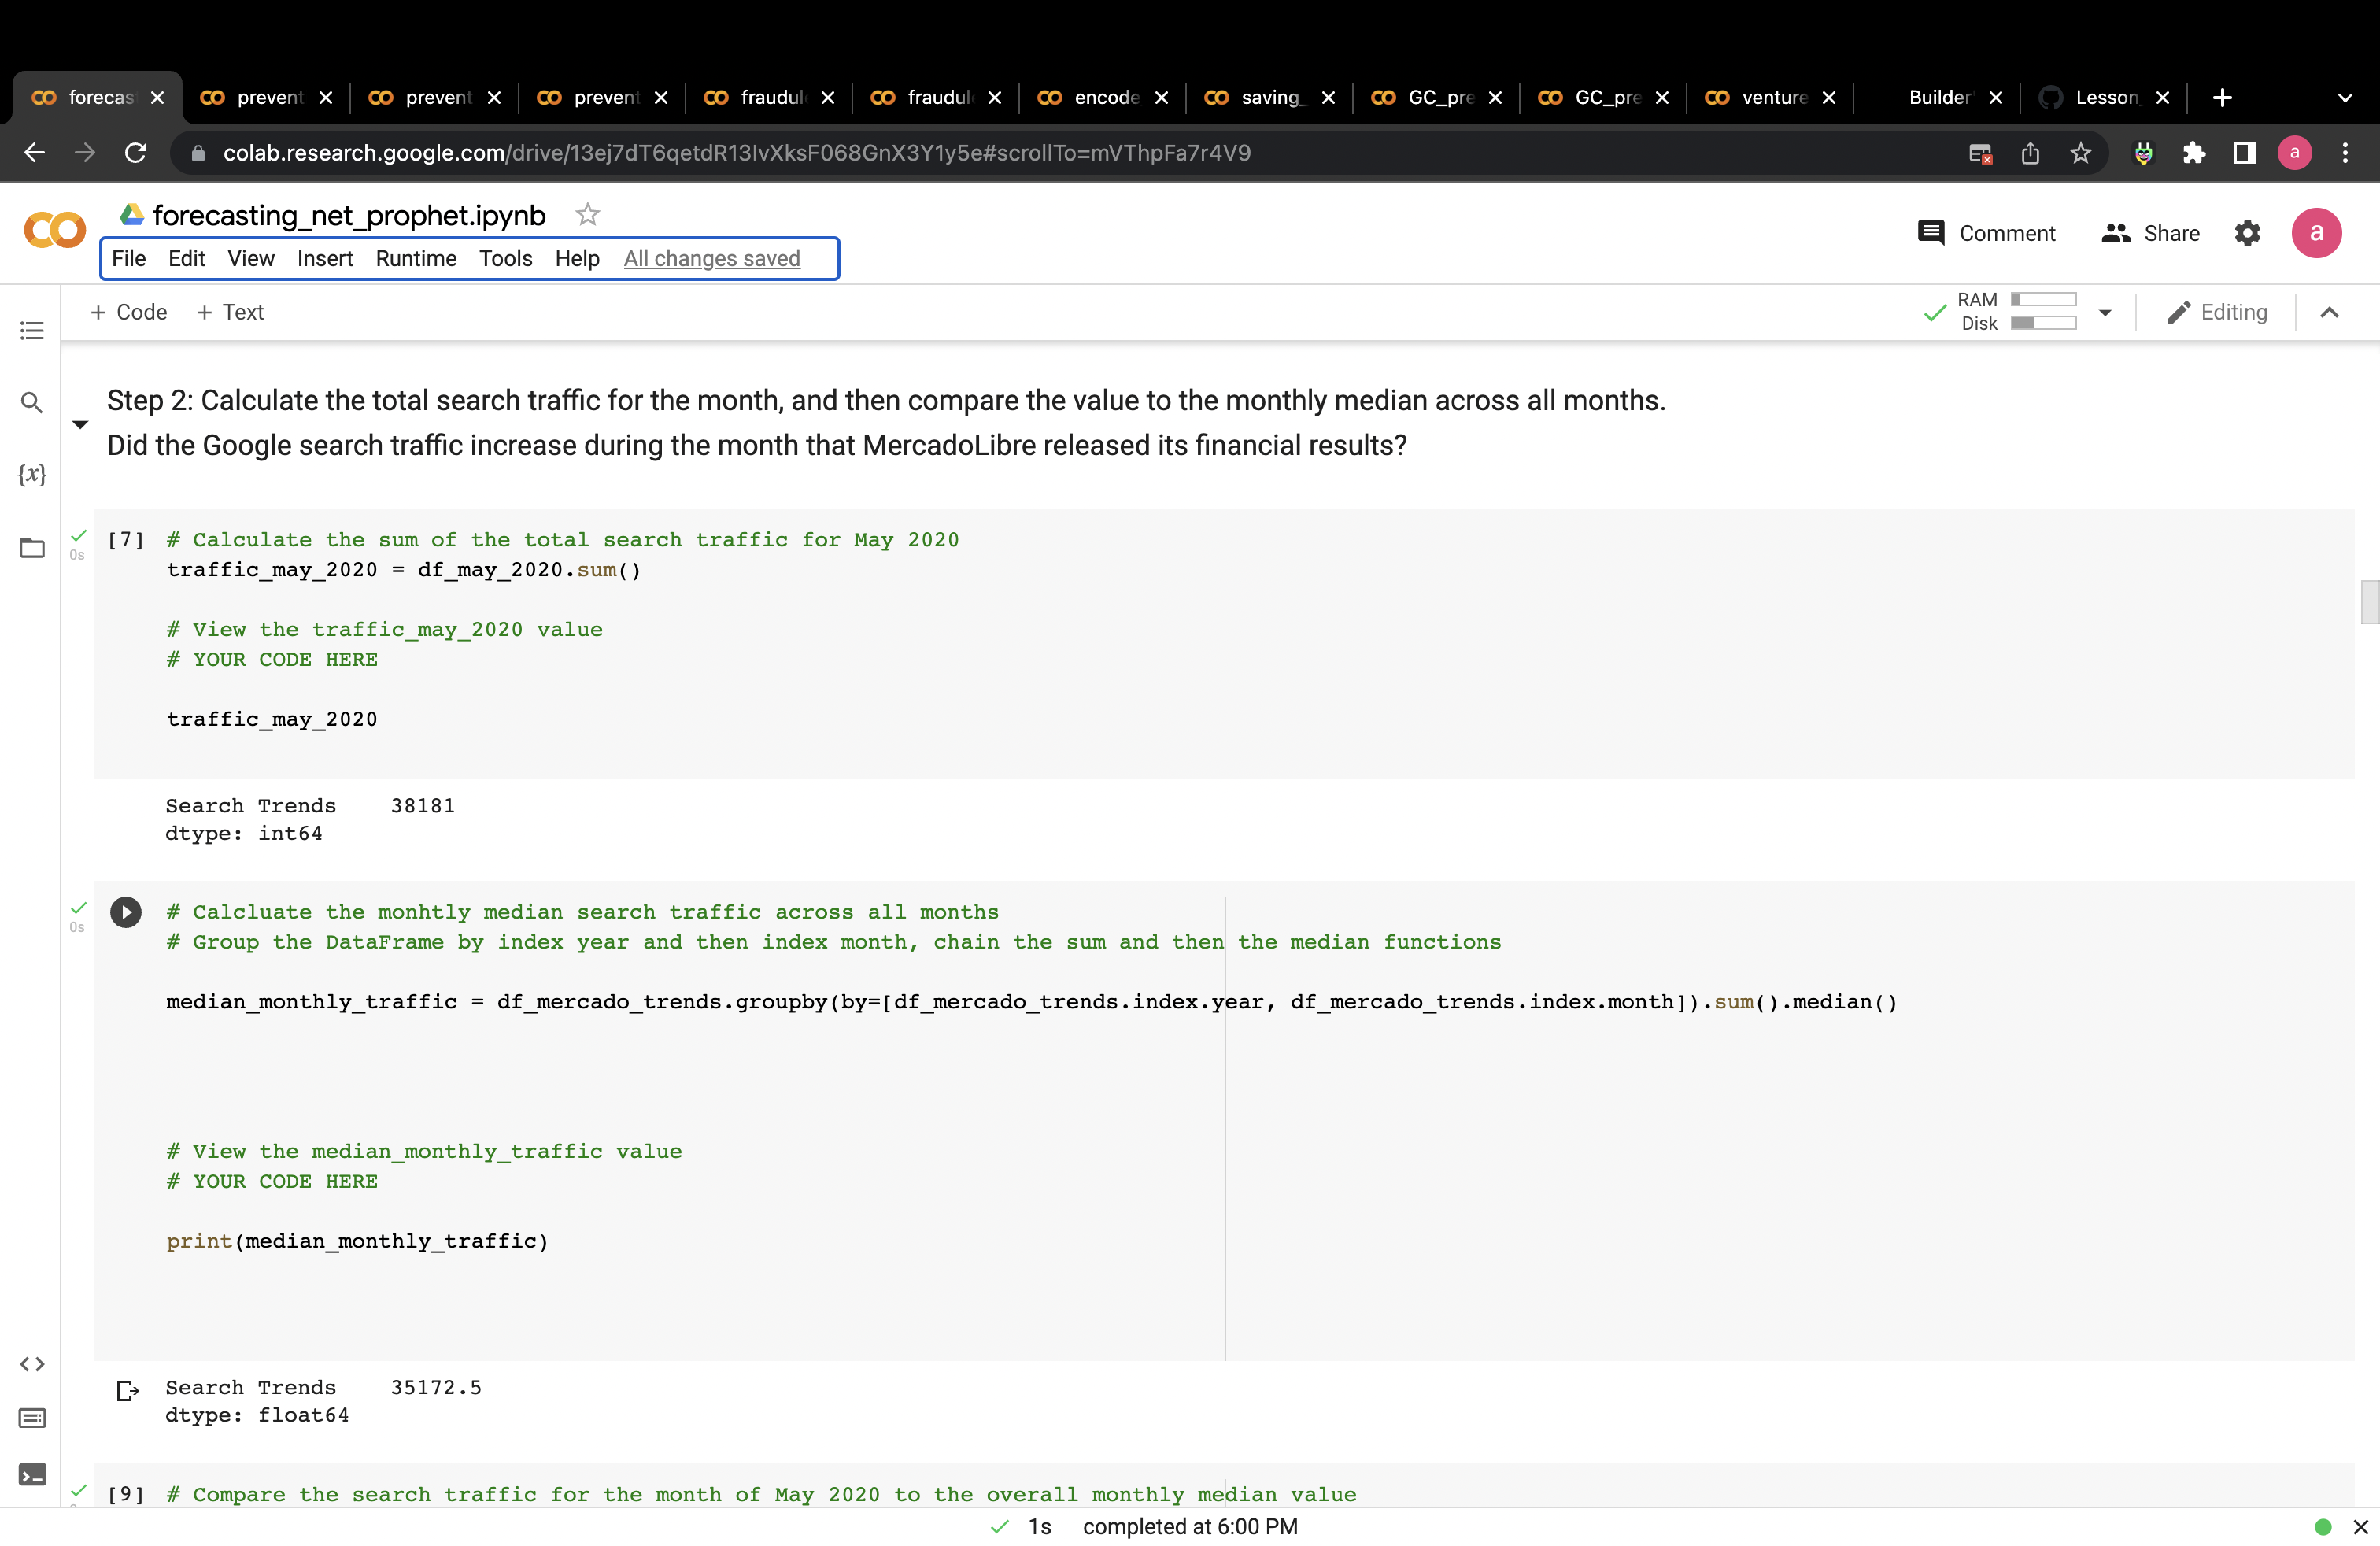 forecas
prevent
prevent
prevent
fraudul
fraudul
encode
saving_
GC_pre
GC_pre
venture
Builder'
Lesson_
colab.research.google.com/drive/13ej7dT6qetdR13IvXksF068GnX3Y1y5e#scrollTo=mVThpFa7r4V9
a
forecasting_net_prophet.ipynb
Comment
Share
a
File Edit View Insert Runtime Tools Help All changes saved
+ Code + Text
RAM
Disk
Editing
Step 2: Calculate the total search traffic for the month, and then compare the value to the monthly median across all months.
Did the Google search traffic increase during the month that MercadoLibre released its financial results?
{x}
0s
[7] # Calculate the sum of the total search traffic for May 2020
traffic_may_2020 = df_may_2020.sum()
# View the traffic_may_2020 value
# YOUR CODE HERE
traffic_may_2020
Search Trends 38181
dtype: int64
0s
# Calcluate the monhtly median search traffic across all months
# Group the DataFrame by index year and then index month, chain the sum and then the median functions
median_monthly_traffic = df_mercado_trends.groupby(by=[df_mercado_trends.index.year, df_mercado_trends.index.month]).sum().median()
# View the median_monthly_traffic value
# YOUR CODE HERE
print(median_monthly_traffic)
Search Trends 35172.5
dtype: float64
[9] # Compare the search traffic for the month of May 2020 to the overall monthly median value
1s completed at 6:00 PM